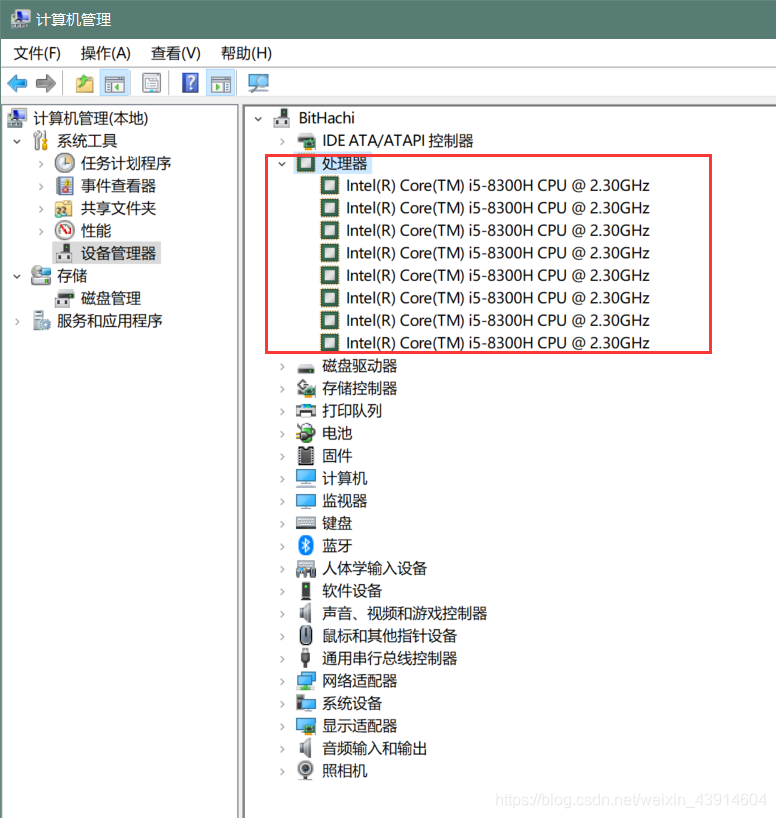 计算机管理
文件(F) 操作(A) 查看(V) 帮助(H)
计算机管理(本地)
系统工具
任务计划程序
事件查看器
共享文件夹
性能
设备管理器
存储
磁盘管理
服务和应用程序
BitHachi
IDE ATA/ATAPI 控制器
处理器
Intel(R) Core(TM) i5-8300H CPU @ 2.30GHz
Intel(R) Core(TM) i5-8300H CPU @ 2.30GHz
Intel(R) Core(TM) i5-8300H CPU @ 2.30GHz
Intel(R) Core(TM) i5-8300H CPU @ 2.30GHz
Intel(R) Core(TM) i5-8300H CPU @ 2.30GHz
Intel(R) Core(TM) i5-8300H CPU @ 2.30GHz
Intel(R) Core(TM) i5-8300H CPU @ 2.30GHz
Intel(R) Core(TM) i5-8300H CPU @ 2.30GHz
磁盘驱动器
存储控制器
打印队列
电池
固件
计算机
监视器
键盘
蓝牙
人体学输入设备
软件设备
声音、视频和游戏控制器
鼠标和其他指针设备
通用串行总线控制器
网络适配器
系统设备
显示适配器
音频输入和输出
照相机
https://blog.csdn.net/weixin_43914604